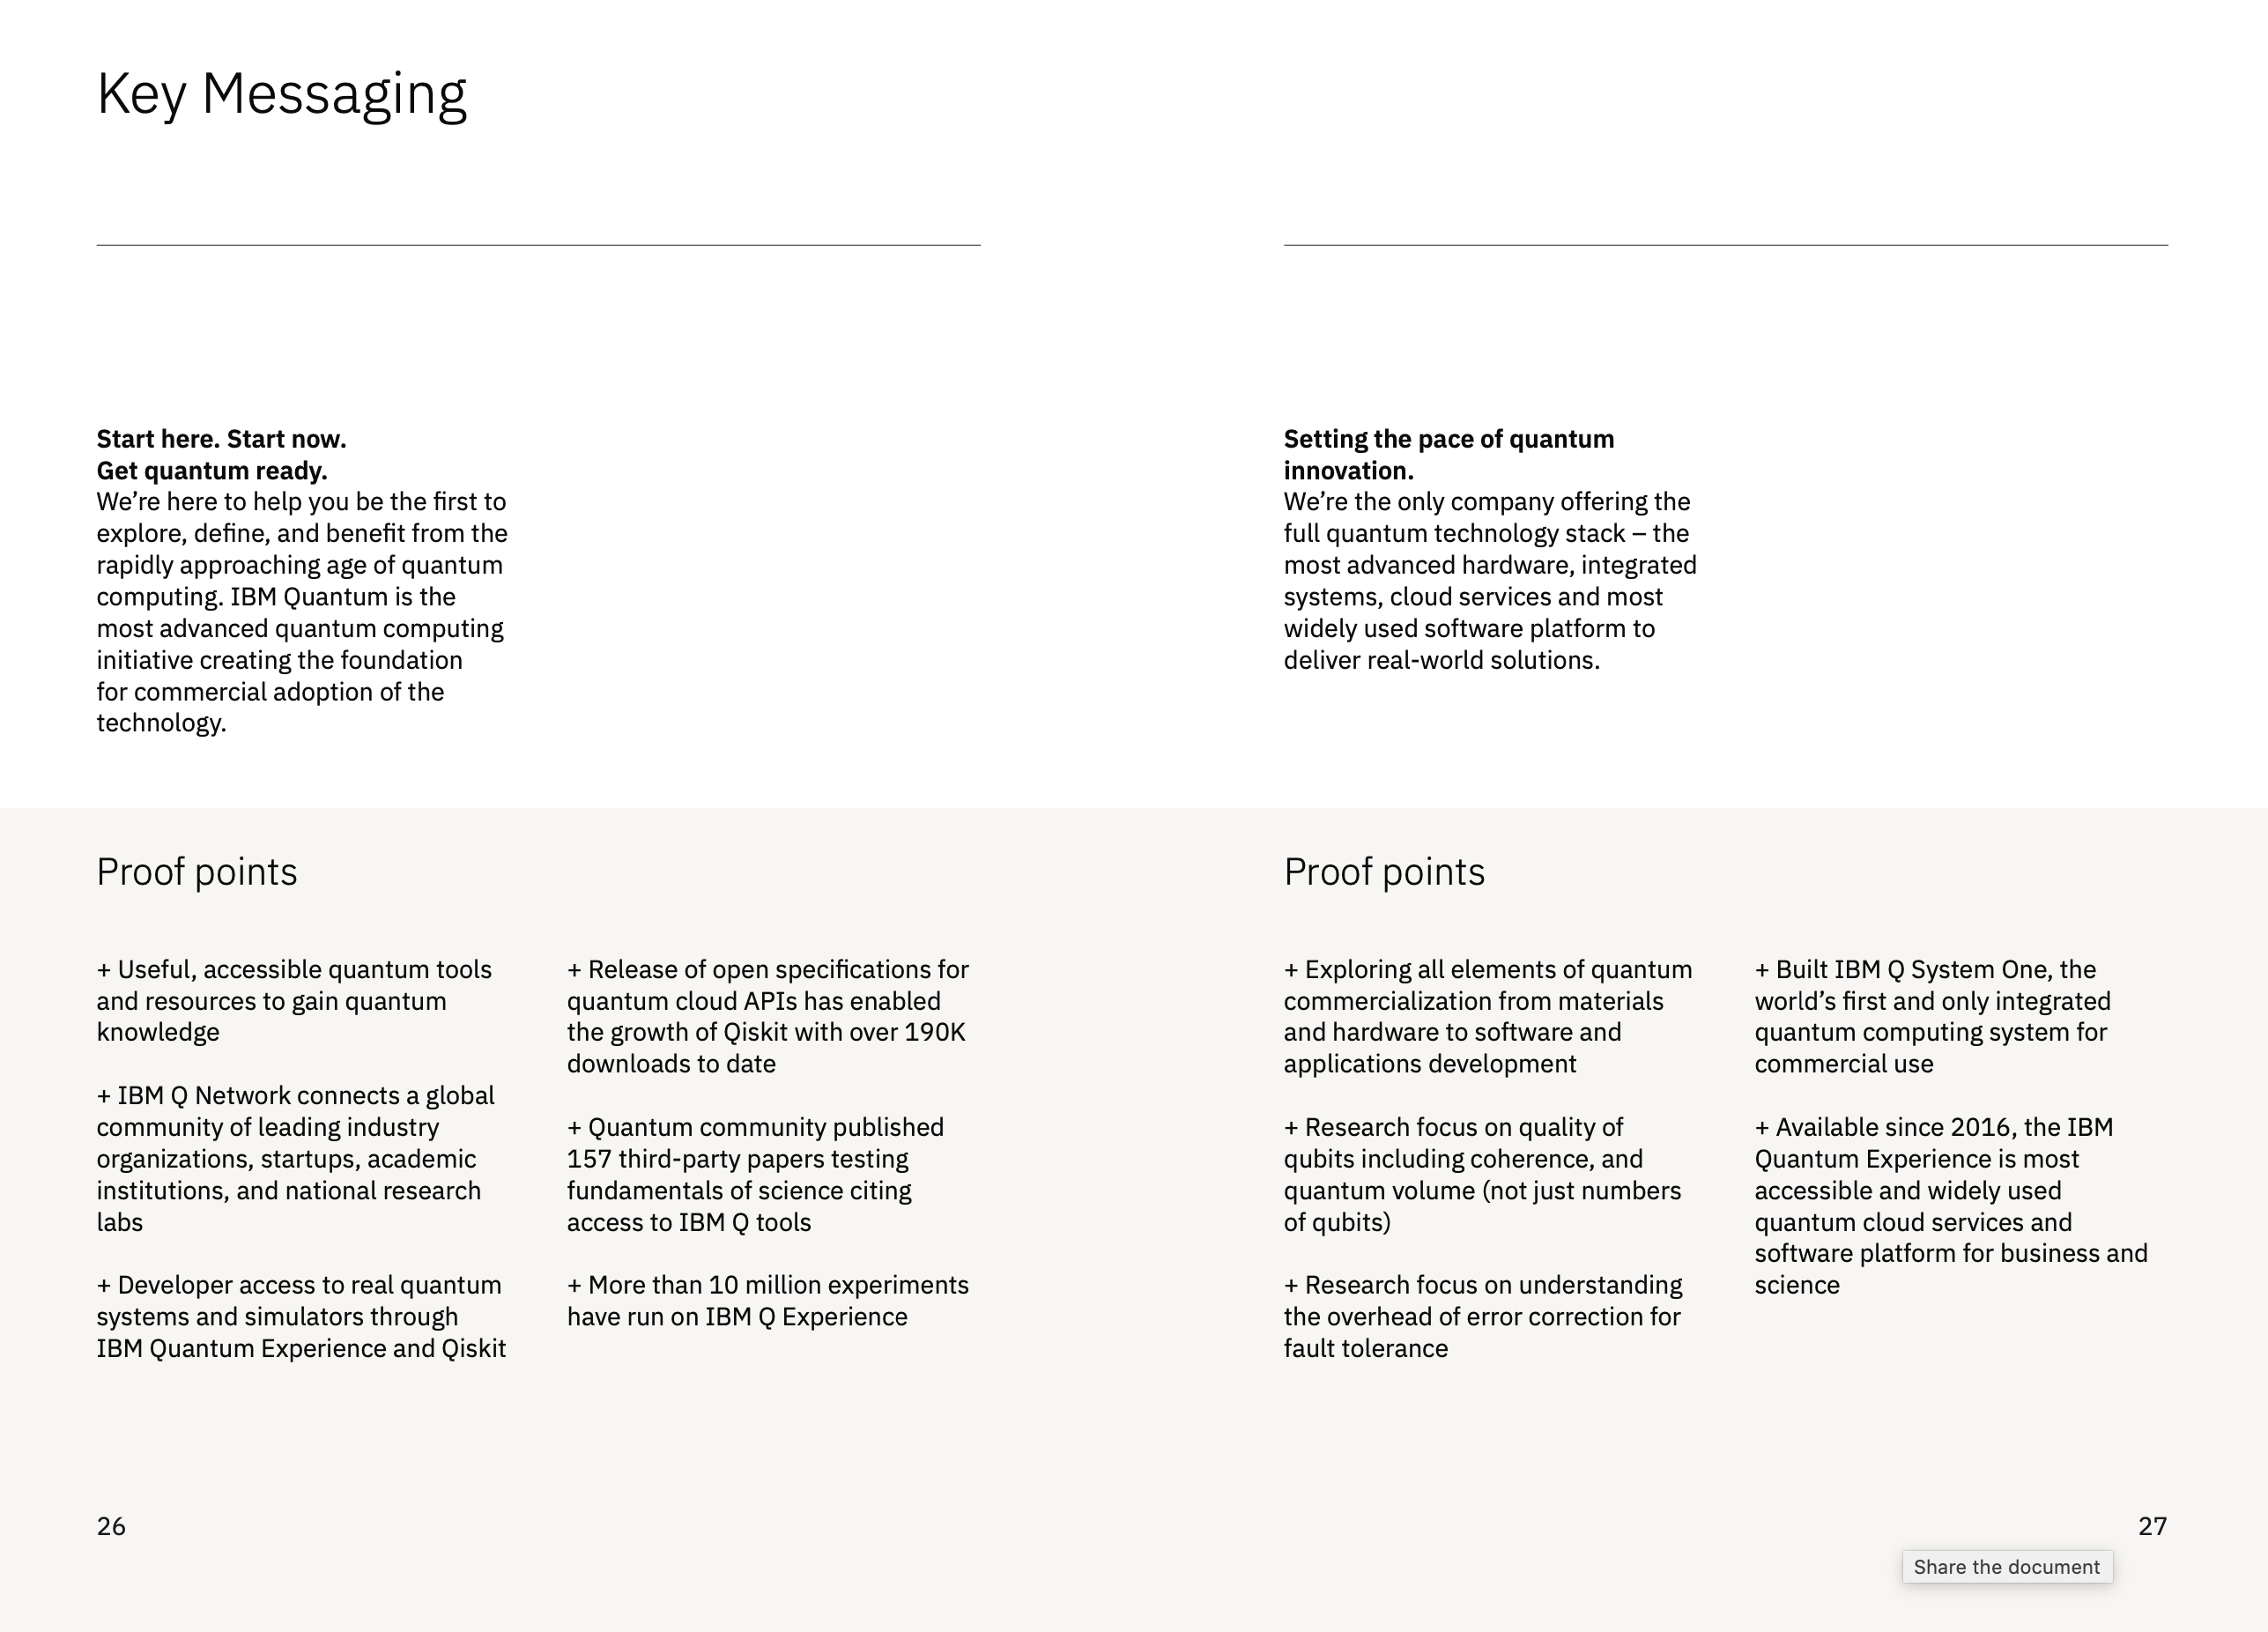 Key Messaging
Start here. Start now.
Get quantum ready.
We’re here to help you be the first to
explore, define, and benefit from the
rapidly approaching age of quantum
computing. IBM Quantum is the
most advanced quantum computing
initiative creating the foundation
for commercial adoption of the
technology.
Setting the pace of quantum
innovation.
We’re the only company offering the
full quantum technology stack – the
most advanced hardware, integrated
systems, cloud services and most
widely used software platform to
deliver real-world solutions.
Proof points
+ Useful, accessible quantum tools
and resources to gain quantum
knowledge
+ IBM Q Network connects a global
community of leading industry
organizations, startups, academic
institutions, and national research
labs
+ Developer access to real quantum
systems and simulators through
IBM Quantum Experience and Qiskit
+ Release of open specifications for
quantum cloud APIs has enabled
the growth of Qiskit with over 190K
downloads to date
+ Quantum community published
157 third-party papers testing
fundamentals of science citing
access to IBM Q tools
+ More than 10 million experiments
have run on IBM Q Experience
Proof points
+ Exploring all elements of quantum
commercialization from materials
and hardware to software and
applications development
+ Research focus on quality of
qubits including coherence, and
quantum volume (not just numbers
of qubits)
+ Research focus on understanding
the overhead of error correction for
fault tolerance
+ Built IBM Q System One, the
world’s first and only integrated
quantum computing system for
commercial use
+ Available since 2016, the IBM
Quantum Experience is most
accessible and widely used
quantum cloud services and
software platform for business and
science
26
27
Share the document